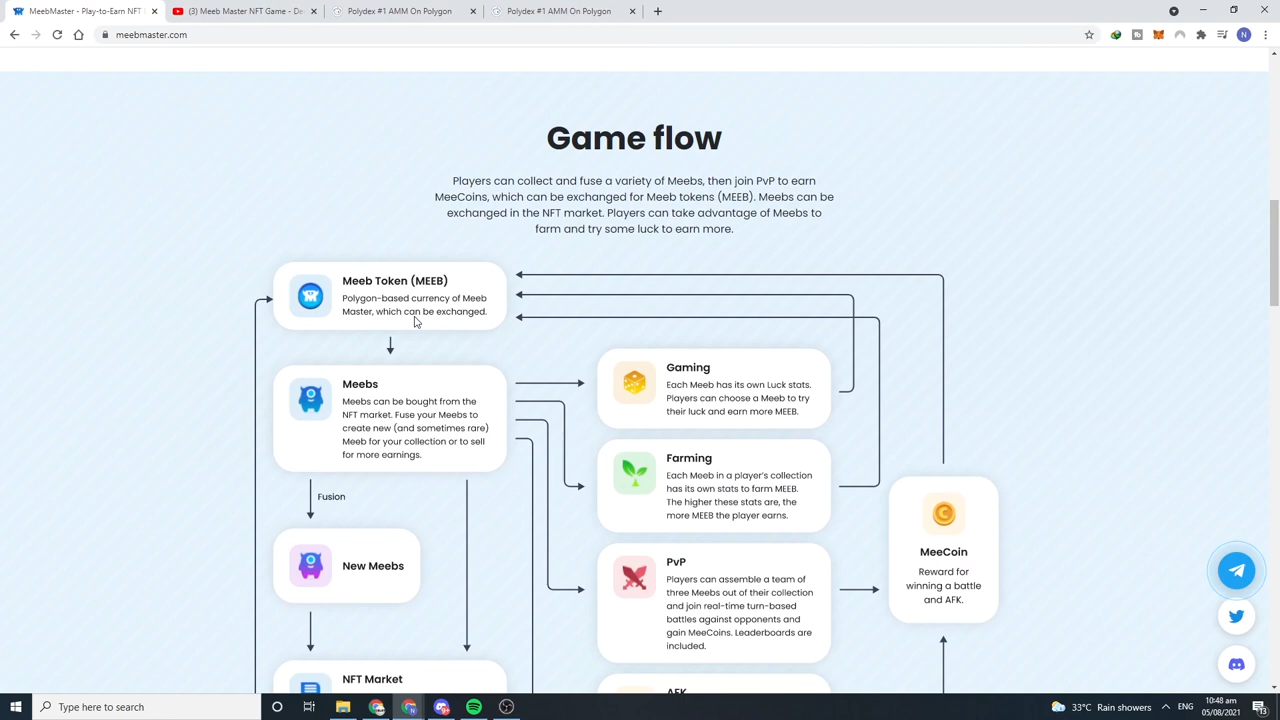 MeebMaster - Play-to-Earn NFT
(3) Meeb Master NFT Game - De
Polydex #1 AMM On Polygon
Polydex #1 AMM On Polygon
meebmaster.com
N
Game flow
Players can collect and fuse a variety of Meebs, then join PvP to earn
MeeCoins, which can be exchanged for Meeb tokens (MEEB). Meebs can be
exchanged in the NFT market. Players can take advantage of Meebs to
farm and try some luck to earn more.
Meeb Token (MEEB)
Polygon-based currency of Meeb
Master, which can be exchanged.
Meebs
Meebs can be bought from the
NFT market. Fuse your Meebs to
create new (and sometimes rare)
Meeb for your collection or to sell
for more earnings.
Gaming
Each Meeb has its own Luck stats.
Players can choose a Meeb to try
their luck and earn more MEEB.
Farming
Each Meeb in a player's collection
has its own stats to farm MEEB.
The higher these stats are, the
more MEEB the player earns.
Fusion
New Meebs
PvP
Players can assemble a team of
three Meebs out of their collection
and join real-time turn-based
battles against opponents and
gain MeeCoins. Leaderboards are
included.
MeeCoin
Reward for
winning a battle
and AFK.
NFT Market
AFK
Type here to search
33°C Rain showers
ENG
10:48 am
05/08/2021
13